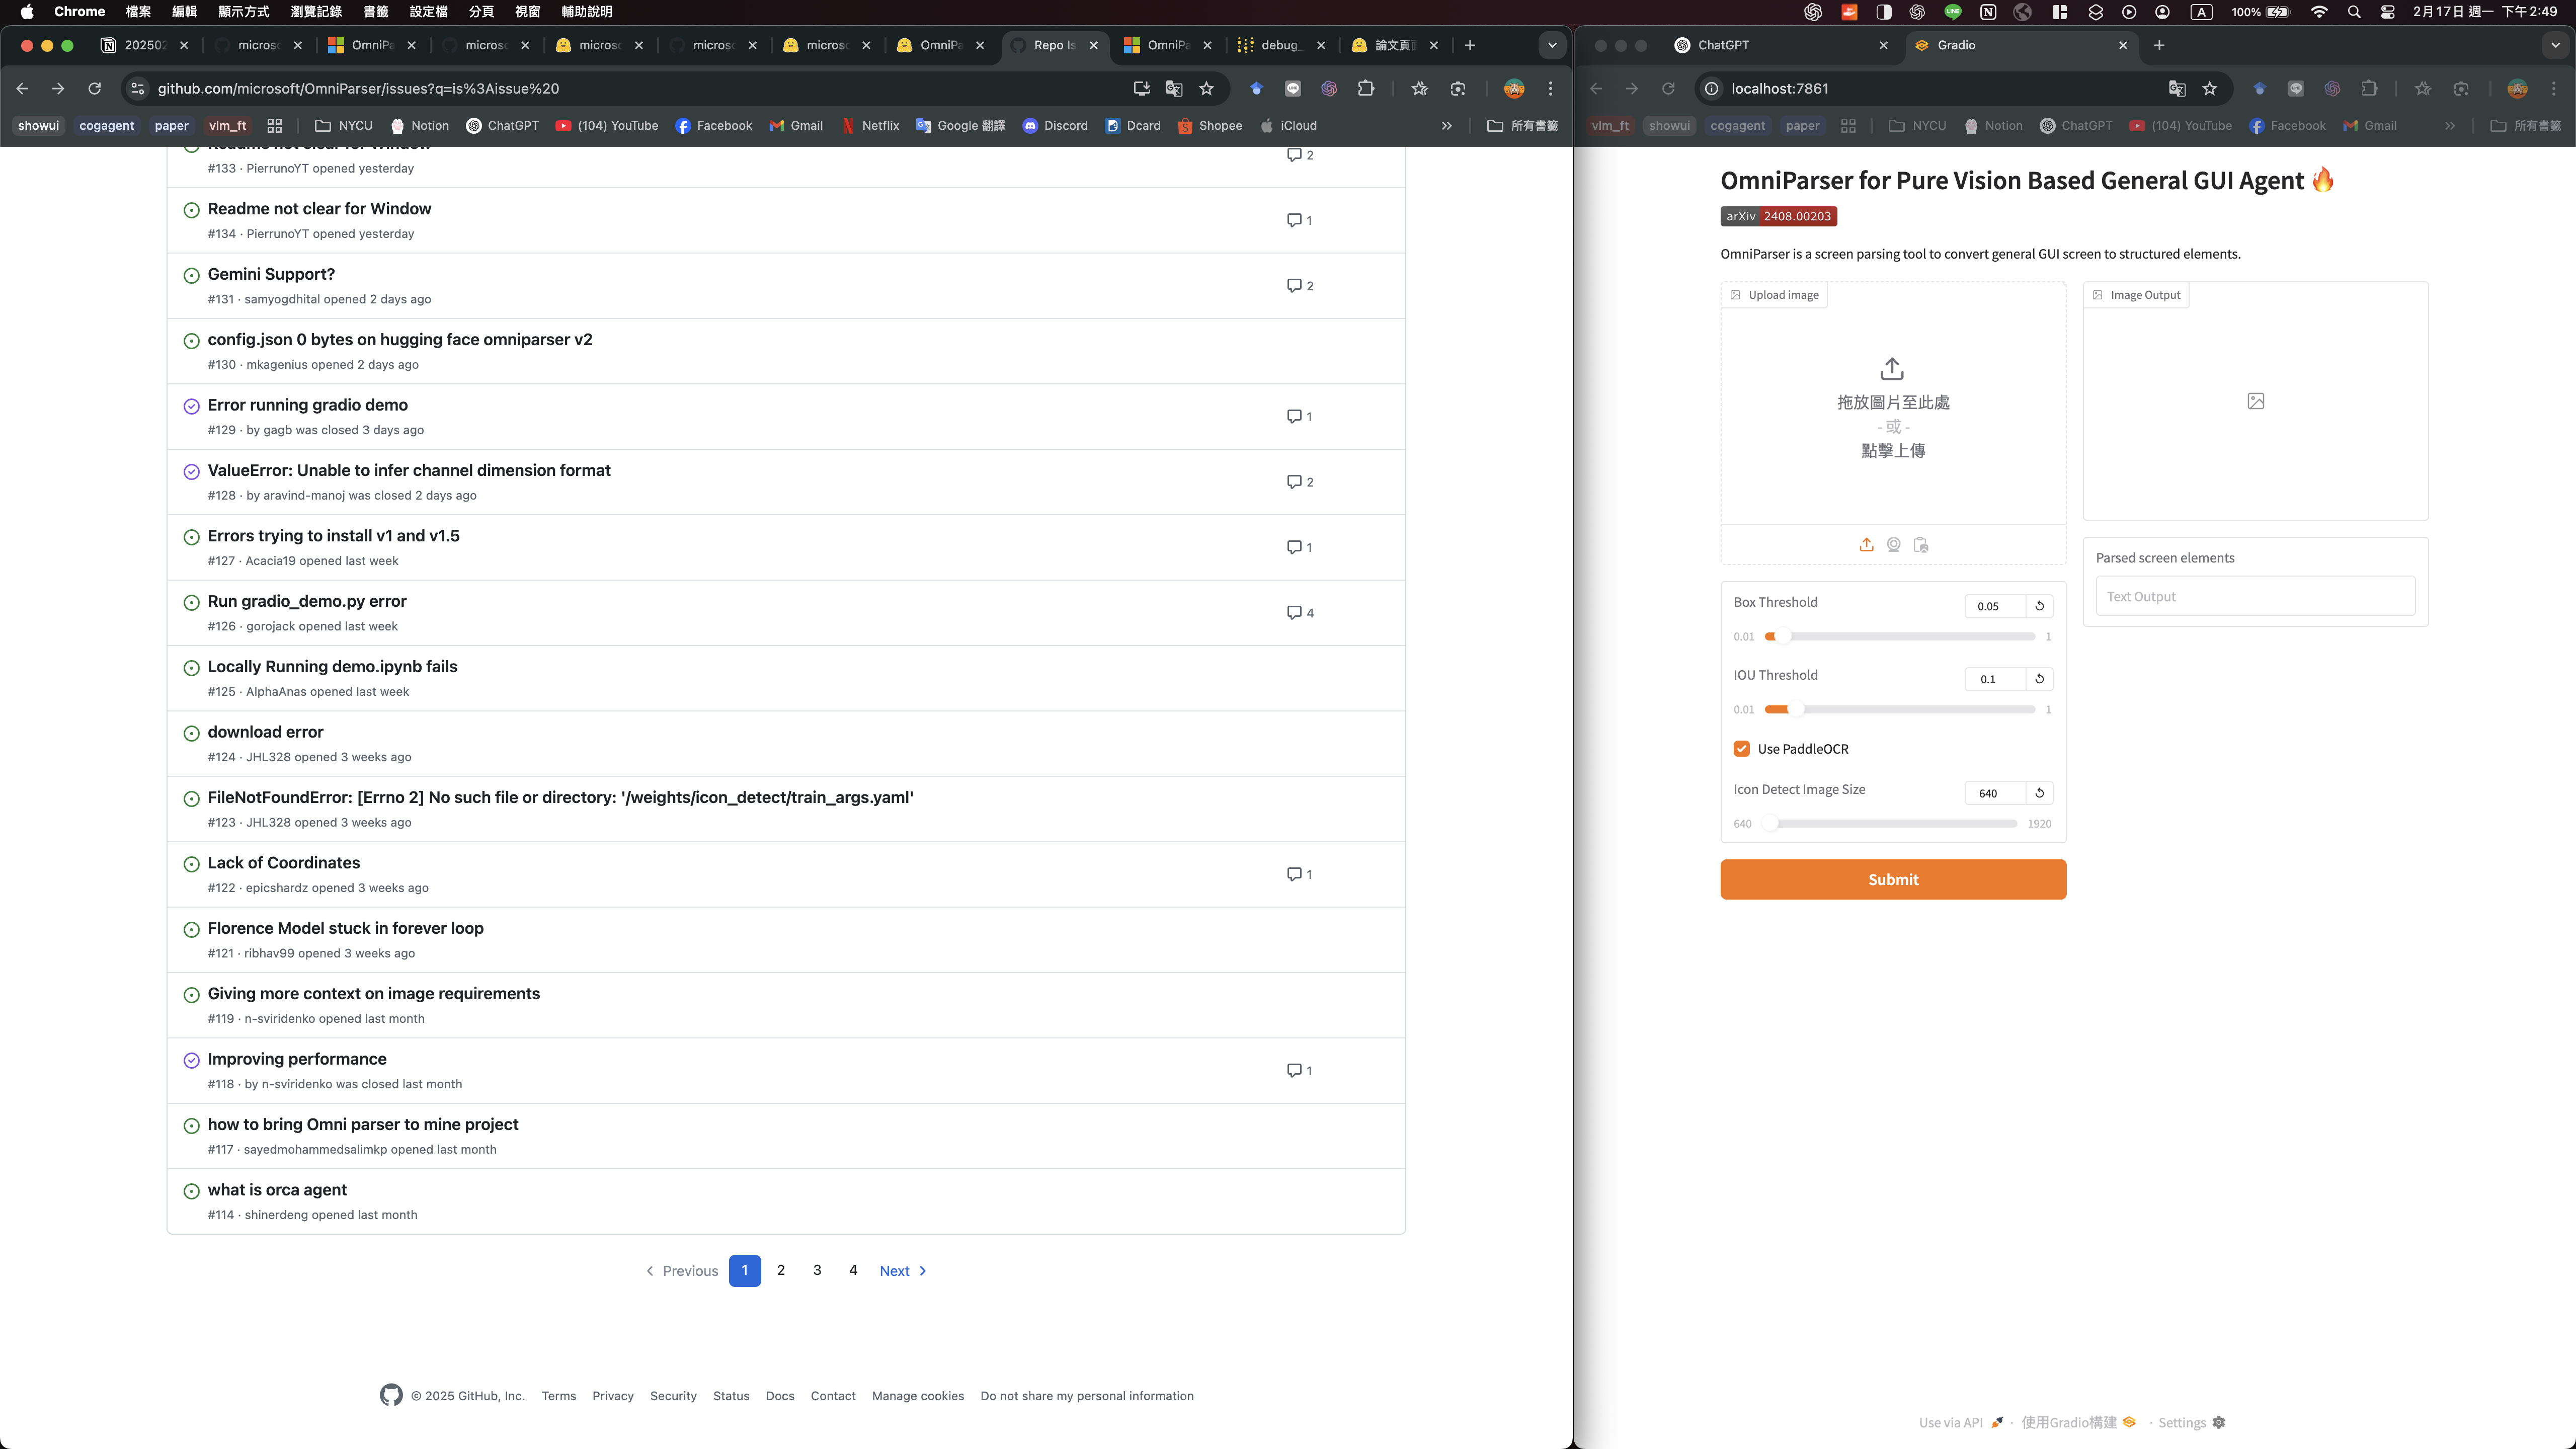 Chrome 檔案 編輯 顯示方式 瀏覽記錄 書籤 設定檔 分頁 視窗 輔助說明
A 100% 2月17日 週一 下午2:49
202502 microsc OmniPa microsc microsc microsc microsc OmniPa Repo Is OmniPa debug_ 論文頁面
github.com/microsoft/OmniParser/issues?q=is%3Aissue%20
showui cogagent paper vlm_ft NYCU Notion ChatGPT (104) YouTube Facebook Gmail Netflix Google 翻譯 Discord Dcard Shopee iCloud » 所有書籤
Readme not clear for Window
2
#133 · PierrunoYT opened yesterday
Readme not clear for Window
1
#134 · PierrunoYT opened yesterday
Gemini Support?
2
#131 · samyogdhital opened 2 days ago
config.json 0 bytes on hugging face omniparser v2
#130 · mkagenius opened 2 days ago
Error running gradio demo
1
#129 · by gagb was closed 3 days ago
ValueError: Unable to infer channel dimension format
2
#128 · by aravind-manoj was closed 2 days ago
Errors trying to install v1 and v1.5
1
#127 · Acacia19 opened last week
Run gradio_demo.py error
4
#126 · gorojack opened last week
Locally Running demo.ipynb fails
#125 · AlphaAnas opened last week
download error
#124 · JHL328 opened 3 weeks ago
FileNotFoundError: [Errno 2] No such file or directory: '/weights/icon_detect/train_args.yaml'
#123 · JHL328 opened 3 weeks ago
Lack of Coordinates
1
#122 · epicshardz opened 3 weeks ago
Florence Model stuck in forever loop
#121 · ribhav99 opened 3 weeks ago
Giving more context on image requirements
#119 · n-sviridenko opened last month
Improving performance
1
#118 · by n-sviridenko was closed last month
how to bring Omni parser to mine project
#117 · sayedmohammedsalimkp opened last month
what is orca agent
#114 · shinerdeng opened last month
Previous 1 2 3 4 Next
© 2025 GitHub, Inc. Terms Privacy Security Status Docs Contact Manage cookies Do not share my personal information
ChatGPT Gradio
localhost:7861
vlm_ft showui cogagent paper NYCU Notion ChatGPT (104) YouTube Facebook Gmail » 所有書籤
OmniParser for Pure Vision Based General GUI Agent 🔥
arXiv 2408.00203
OmniParser is a screen parsing tool to convert general GUI screen to structured elements.
Upload image
拖放圖片至此處
- 或 -
點擊上傳
Image Output
Parsed screen elements
Text Output
Box Threshold 0.05
0.01 1
IOU Threshold 0.1
0.01 1
Use PaddleOCR
Icon Detect Image Size 640
640 1920
Submit
Use via API · 使用Gradio構建 · Settings